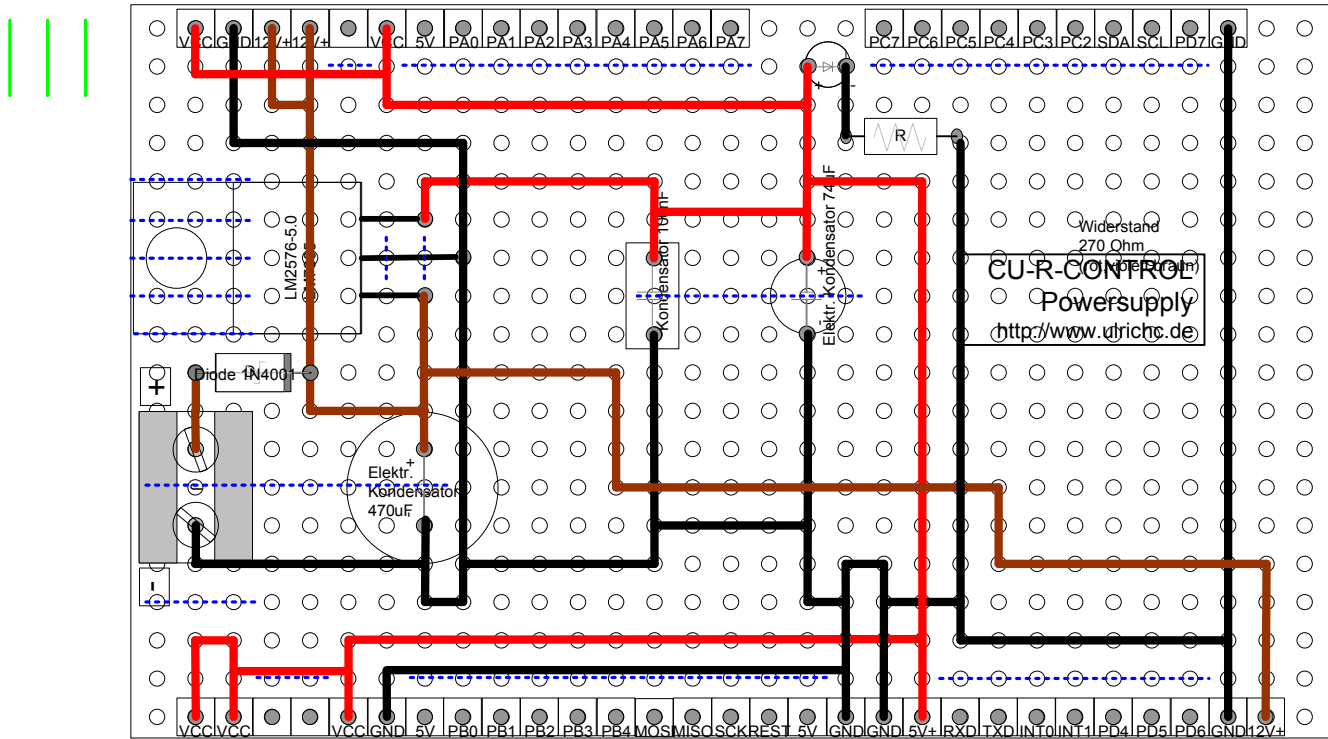 VCC GND 12V+ 12V+ VCC 5V PA0 PA1 PA2 PA3 PA4 PA5 PA6 PA7 PC7 PC6 PC5 PC4 PC3 PC2 SDA SCL PD7 GND
+ -
R
LM2576-5.0
Kondensator 100nF
Elektr. Kondensator 74uF
+
-
Widerstand
270 Ohm
CU-R-CONTROL
Powersupply
http://www.ulrichc.de
Diode 1N4001
+
+
Elektr.
Kondensator
470uF
-
-
VCC VCC VCC GND 5V PB0 PB1 PB2 PB3 PB4 MOSI MISO SCK REST 5V GND GND 5V+ RXD TXD INT0 INT1 PD4 PD5 PD6 GND 12V+